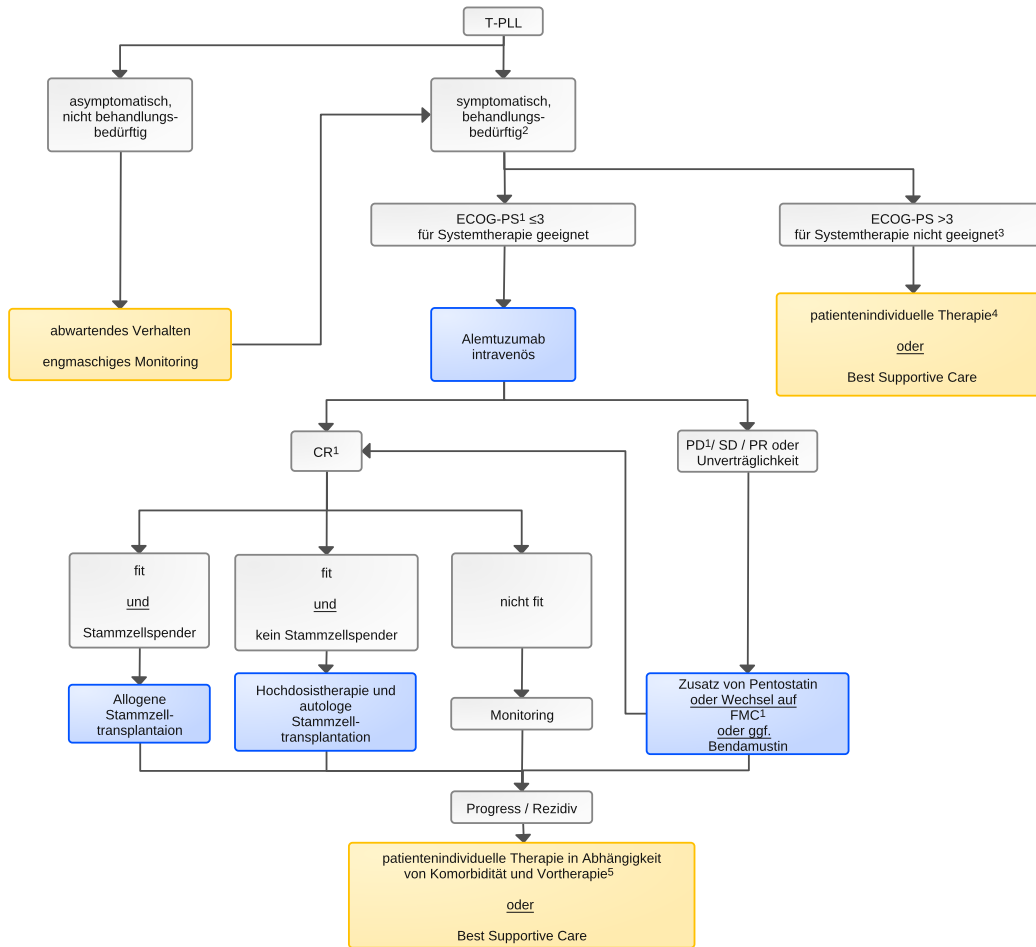 T-PLL
asymptomatisch,
nicht behandlungs-
bedürftig
symptomatisch,
behandlungs-
bedürftig²
ECOG-PS¹ ≤3
für Systemtherapie geeignet
ECOG-PS >3
für Systemtherapie nicht geeignet³
abwartendes Verhalten
engmaschiges Monitoring
Alemtuzumab
intravenös
patientenindividuelle Therapie⁴
oder
Best Supportive Care
CR¹
PD¹/ SD / PR oder
Unverträglichkeit
fit
und
Stammzellspender
fit
und
kein Stammzellspender
nicht fit
Allogene
Stammzell-
transplantaion
Hochdosistherapie und
autologe
Stammzell-
transplantation
Monitoring
Zusatz von Pentostatin
oder Wechsel auf
FMC¹
oder ggf.
Bendamustin
Progress / Rezidiv
patientenindividuelle Therapie in Abhängigkeit
von Komorbidität und Vortherapie⁵
oder
Best Supportive Care